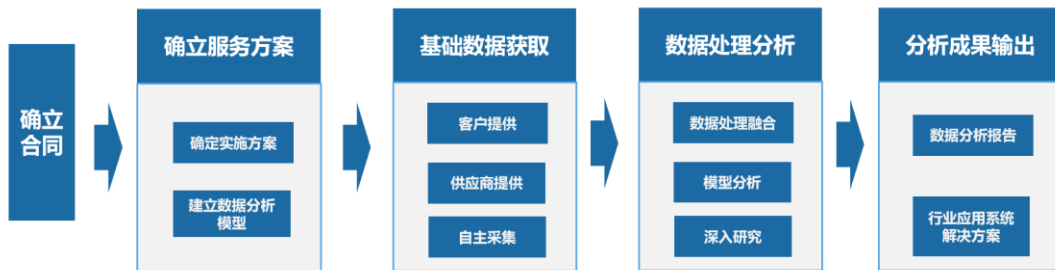 确立
合同
确立服务方案
确定实施方案
建立数据分析
模型
基础数据获取
客户提供
供应商提供
自主采集
数据处理分析
数据处理融合
模型分析
深入研究
分析成果输出
数据分析报告
行业应用系统
解决方案